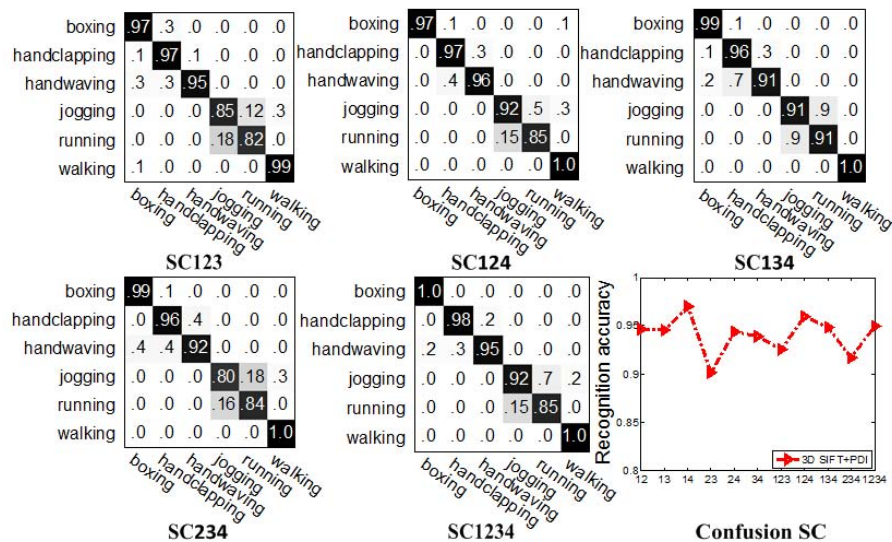 boxing .97 .3 .0 .0 .0 .0
handclapping .1 .97 .1 .0 .0 .0
handwaving .3 .3 .95 .0 .0 .0
jogging .0 .0 .0 .85 .12 .3
running .0 .0 .0 .18 .82 .0
walking .1 .0 .0 .0 .0 .99
boxing handclapping handwaving jogging running walking
SC123
boxing .97 .1 .0 .0 .0 .1
handclapping .0 .97 .3 .0 .0 .0
handwaving .0 .4 .96 .0 .0 .0
jogging .0 .0 .0 .92 .5 .3
running .0 .0 .0 .15 .85 .0
walking .0 .0 .0 .0 .0 1.0
boxing handclapping handwaving jogging running walking
SC124
boxing .99 .1 .0 .0 .0 .0
handclapping .1 .96 .3 .0 .0 .0
handwaving .2 .7 .91 .0 .0 .0
jogging .0 .0 .0 .91 .9 .0
running .0 .0 .0 .9 .91 .0
walking .0 .0 .0 .0 .0 1.0
boxing handclapping handwaving jogging running walking
SC134
boxing .99 .1 .0 .0 .0 .0
handclapping .0 .96 .4 .0 .0 .0
handwaving .4 .4 .92 .0 .0 .0
jogging .0 .0 .0 .80 .18 .3
running .0 .0 .0 .16 .84 .0
walking .0 .0 .0 .0 .0 1.0
boxing handclapping handwaving jogging running walking
SC234
boxing 1.0 .0 .0 .0 .0 .0
handclapping .0 .98 .2 .0 .0 .0
handwaving .2 .3 .95 .0 .0 .0
jogging .0 .0 .0 .92 .7 .2
running .0 .0 .0 .15 .85 .0
walking .0 .0 .0 .0 .0 1.0
boxing handclapping handwaving jogging running walking
SC1234
Recognition accuracy
1
0.95
0.9
0.85
0.8
3D SIFT+PDI
12 13 14 23 24 34 123 124 134 234 1234
Confusion SC